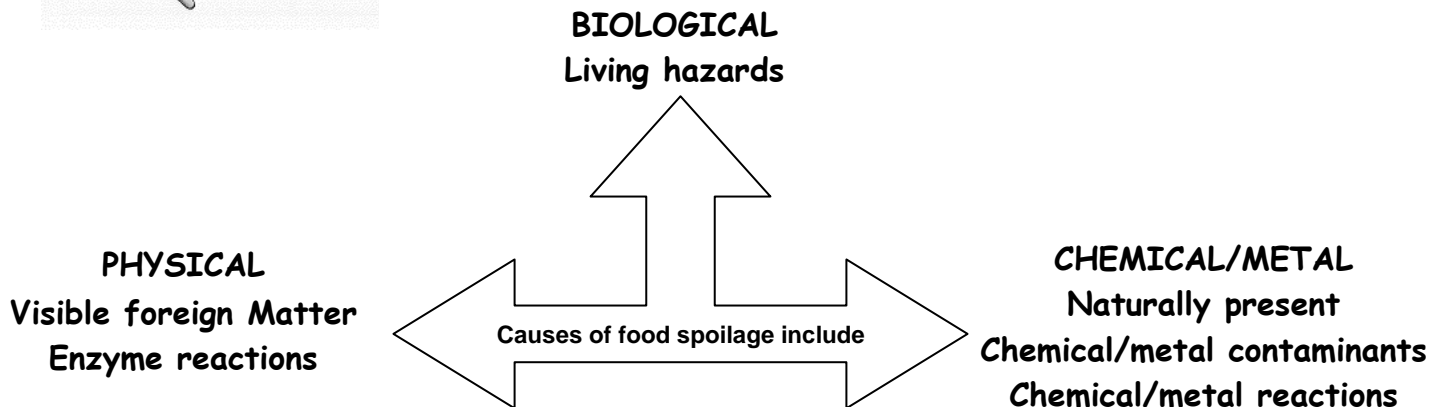 BIOLOGICAL
Living hazards
PHYSICAL
Visible foreign Matter
Enzyme reactions
Causes of food spoilage include
CHEMICAL/METAL
Naturally present
Chemical/metal contaminants
Chemical/metal reactions